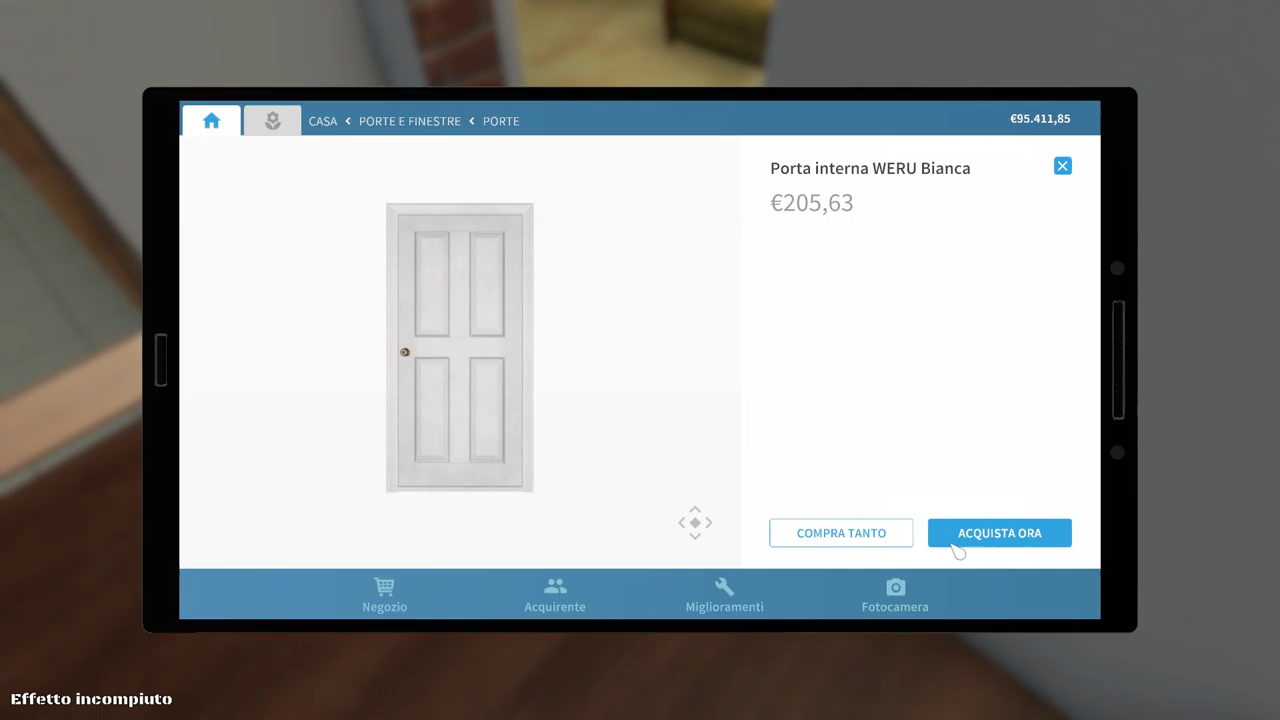 CASA < PORTE E FINESTRE < PORTE
€95.411,85
Porta interna WERU Bianca
€205,63
COMPRA TANTO
ACQUISTA ORA
Negozio
Acquirente
Miglioramenti
Fotocamera
Effetto incompiuto